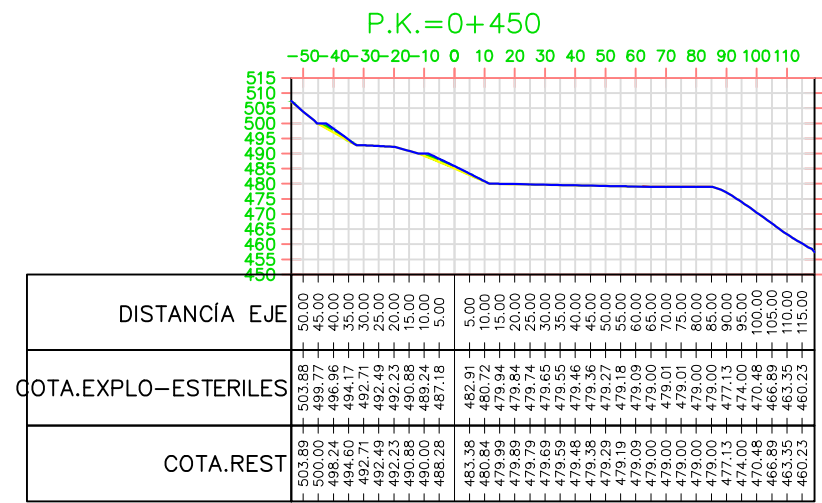 P.K.=0+450
-50-40-30-20-10 0 10 20 30 40 50 60 70 80 90 100 110
515
510
505
500
495
490
485
480
475
470
465
460
455
450
DISTANCÍA EJE 50.00 45.00 40.00 35.00 30.00 25.00 20.00 15.00 10.00 5.00 5.00 10.00 15.00 20.00 25.00 30.00 35.00 40.00 45.00 50.00 55.00 60.00 65.00 70.00 75.00 80.00 85.00 90.00 95.00 100.00 105.00 110.00 115.00
COTA.EXPLO-ESTERILES 503.88 499.77 496.96 494.17 492.71 492.49 492.23 490.88 489.24 487.18 482.91 480.72 479.94 479.84 479.74 479.65 479.55 479.46 479.36 479.27 479.18 479.09 479.00 479.01 479.01 479.00 479.00 477.13 474.00 470.48 466.89 463.35 460.23
COTA.REST 503.89 500.00 498.24 494.60 492.71 492.49 492.23 490.88 490.00 488.28 483.38 480.84 479.99 479.89 479.79 479.69 479.59 479.48 479.38 479.29 479.19 479.09 479.00 479.00 479.00 479.00 479.00 477.13 474.00 470.48 466.89 463.35 460.23